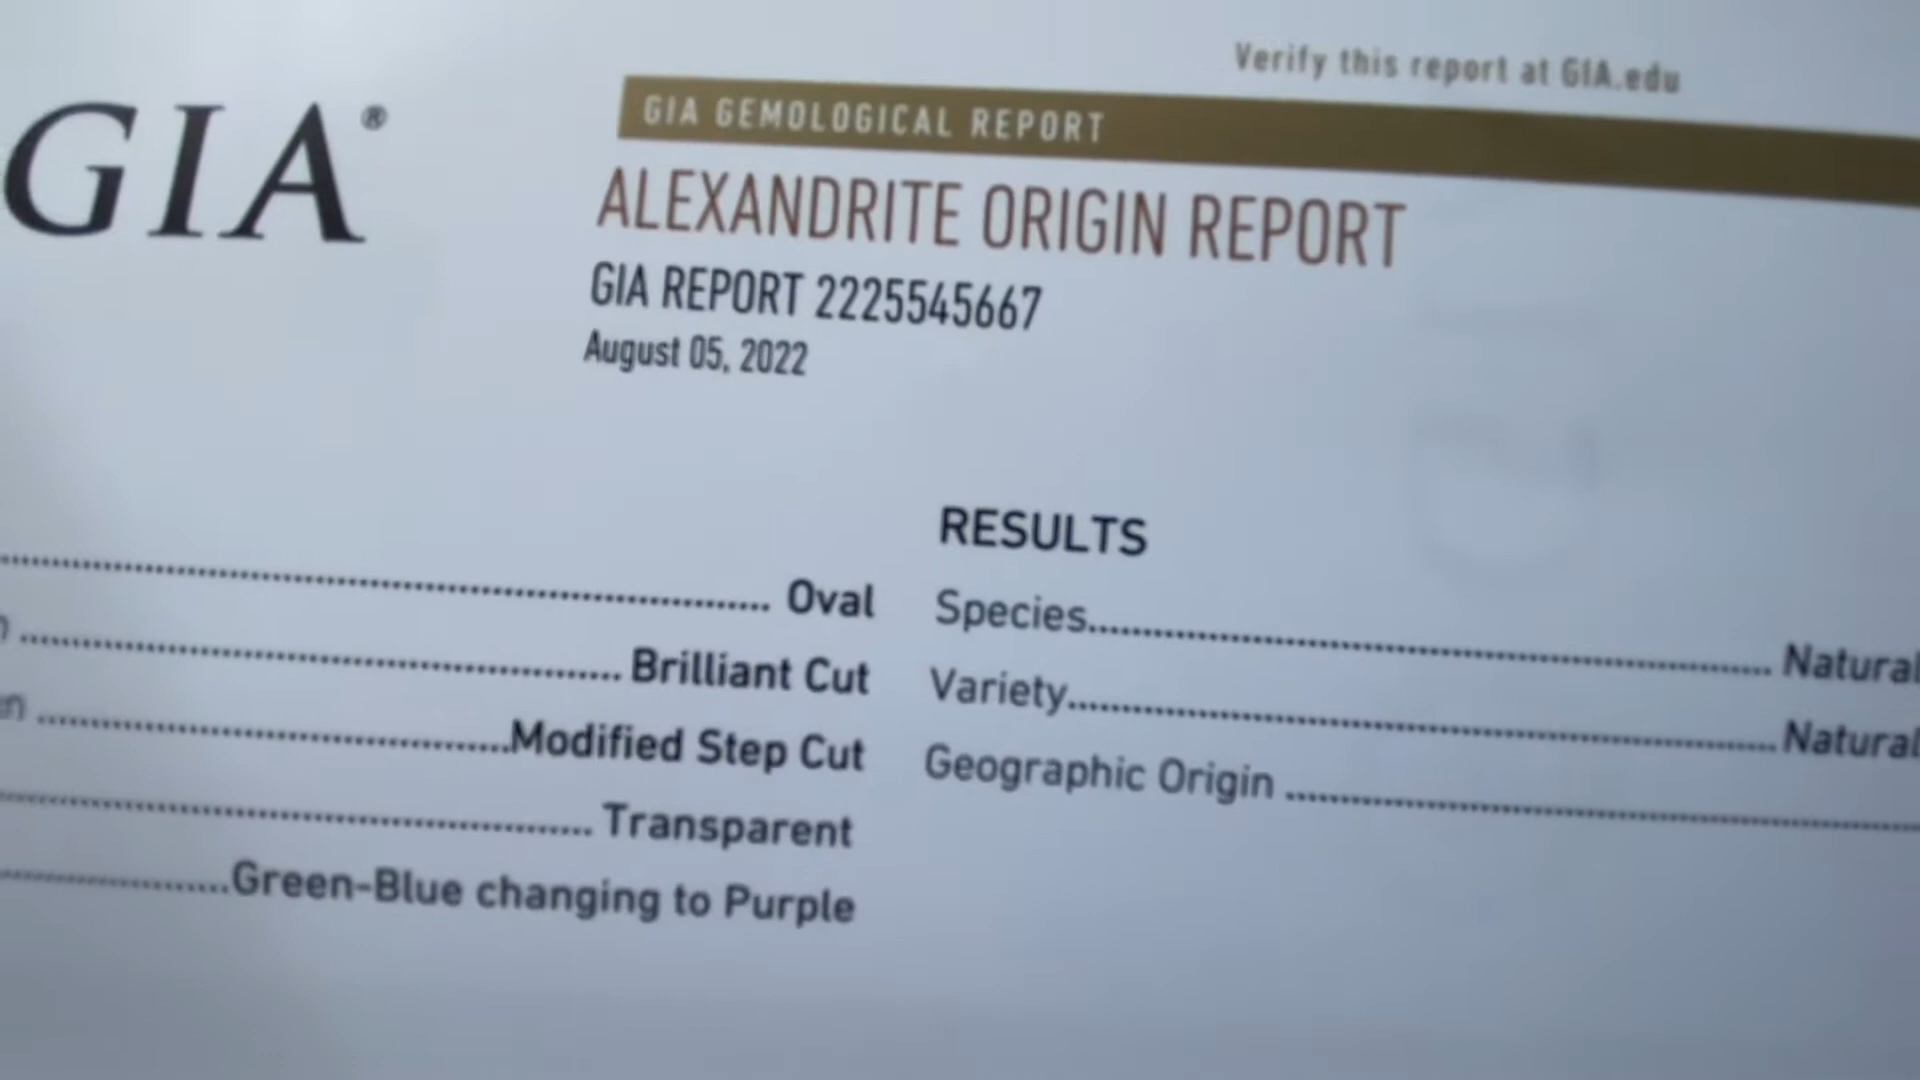 Verify this report at GIA.edu
GIA®
GIA GEMOLOGICAL REPORT
ALEXANDRITE ORIGIN REPORT
GIA REPORT 2225545667
August 05, 2022
.......... Oval
.......... Brilliant Cut
.......... Modified Step Cut
.......... Transparent
.......... Green-Blue changing to Purple
RESULTS
Species.......... Natural
Variety.......... Natural
Geographic Origin ..........